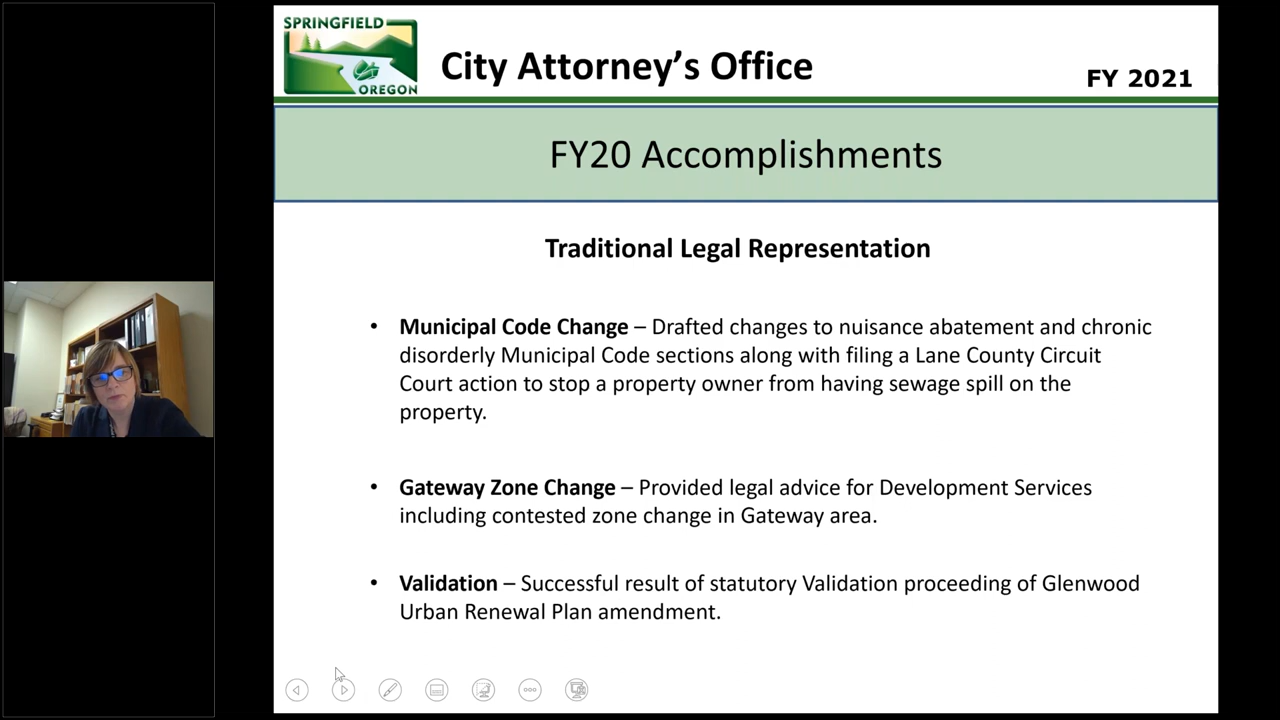 SPRINGFIELD
OREGON
City Attorney's Office
FY 2021
FY20 Accomplishments
Traditional Legal Representation
• Municipal Code Change – Drafted changes to nuisance abatement and chronic
disorderly Municipal Code sections along with filing a Lane County Circuit
Court action to stop a property owner from having sewage spill on the
property.
• Gateway Zone Change – Provided legal advice for Development Services
including contested zone change in Gateway area.
• Validation – Successful result of statutory Validation proceeding of Glenwood
Urban Renewal Plan amendment.